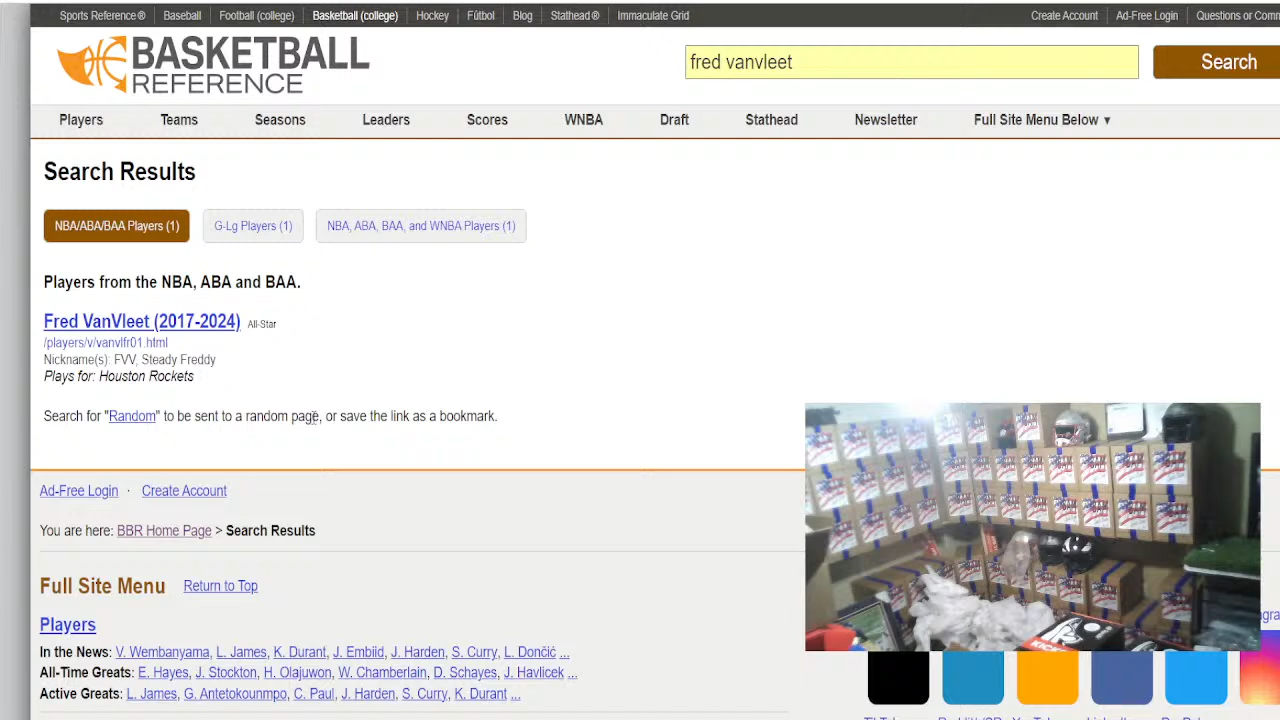 Sports Reference® Baseball Football (college) Basketball (college) Hockey Fútbol Blog Stathead® Immaculate Grid Create Account Ad-Free Login Questions or Comm
BASKETBALL
REFERENCE
fred vanvleet
Search
Players Teams Seasons Leaders Scores WNBA Draft Stathead Newsletter Full Site Menu Below ▼
Search Results
NBA/ABA/BAA Players (1) G-Lg Players (1) NBA, ABA, BAA, and WNBA Players (1)
Players from the NBA, ABA and BAA.
Fred VanVleet (2017-2024) All-Star
/players/v/vanvlfr01.html
Nickname(s): FVV, Steady Freddy
Plays for: Houston Rockets
Search for "Random" to be sent to a random page, or save the link as a bookmark.
Ad-Free Login · Create Account
You are here: BBR Home Page > Search Results
Full Site Menu Return to Top
Players
In the News: V. Wembanyama, L. James, K. Durant, J. Embiid, J. Harden, S. Curry, L. Dončić ...
All-Time Greats: E. Hayes, J. Stockton, H. Olajuwon, W. Chamberlain, D. Schayes, J. Havlicek ...
Active Greats: L. James, G. Antetokounmpo, C. Paul, J. Harden, S. Curry, K. Durant ...